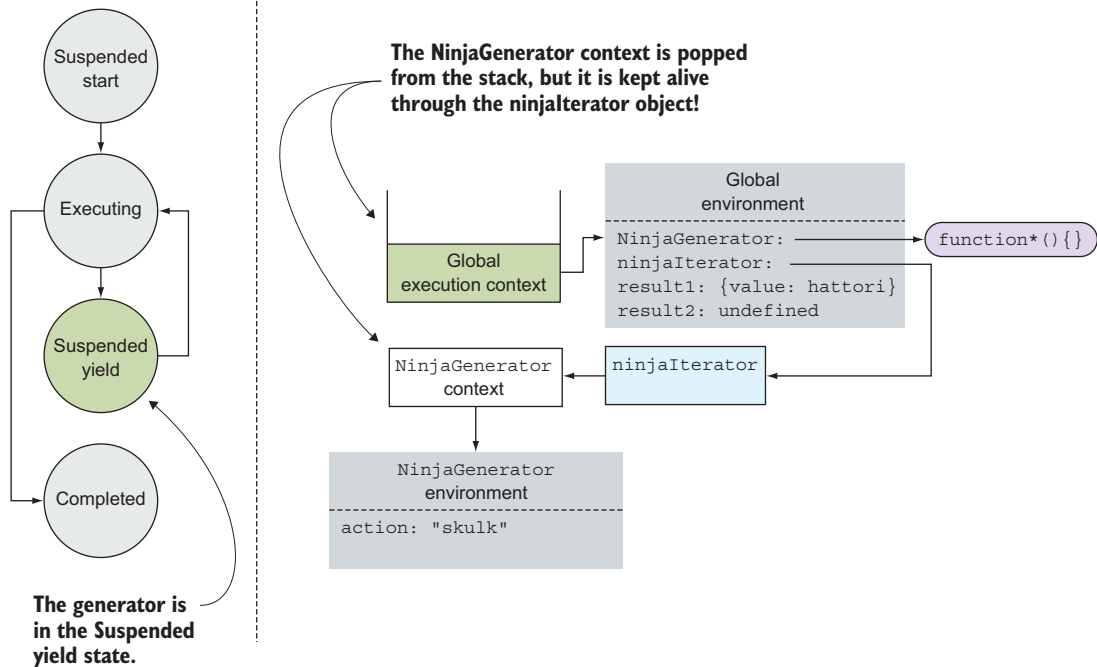 Suspended
start
Executing
Suspended
yield
Completed
The generator is
in the Suspended
yield state.
The NinjaGenerator context is popped
from the stack, but it is kept alive
through the ninjaIterator object!
Global
execution context
Global
environment
NinjaGenerator:
ninjaIterator:
result1: {value: hattori}
result2: undefined
function*(){}
NinjaGenerator
context
ninjaIterator
NinjaGenerator
environment
action: "skulk"